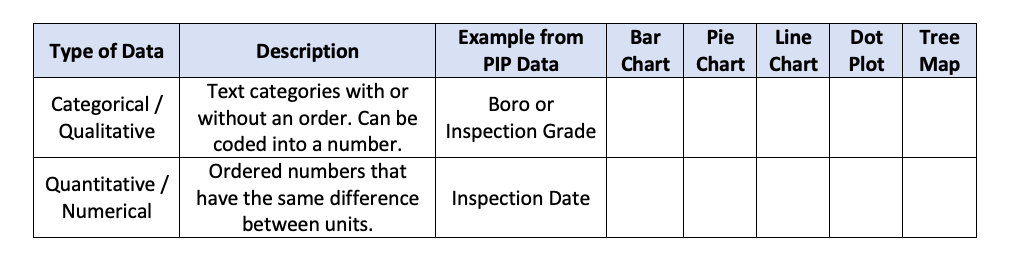 Type of Data
Description
Example from
PIP Data
Bar
Chart
Pie
Chart
Line
Chart
Dot
Plot
Tree
Map
Categorical /
Qualitative
Text categories with or
without an order. Can be
coded into a number.
Boro or
Inspection Grade
Quantitative /
Numerical
Ordered numbers that
have the same difference
between units.
Inspection Date